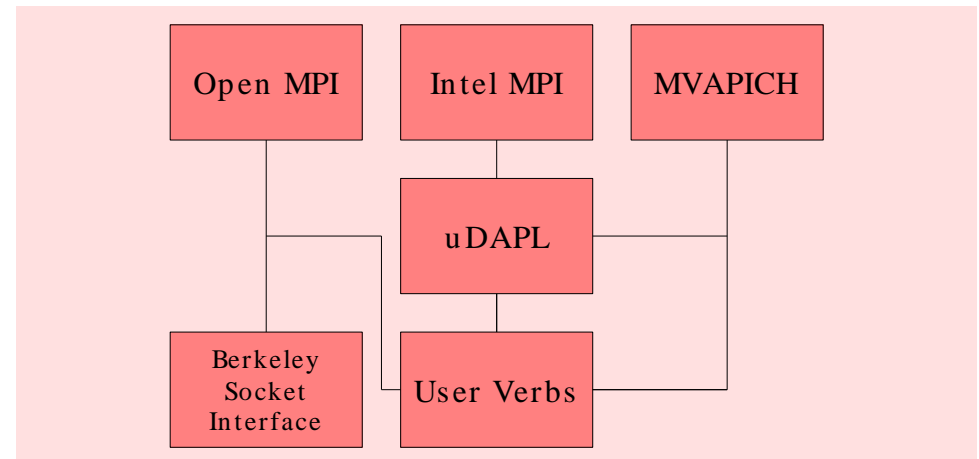 Open MPI
Intel MPI
MVAPICH
uDAPL
Berkeley
Socket
Interface
User Verbs